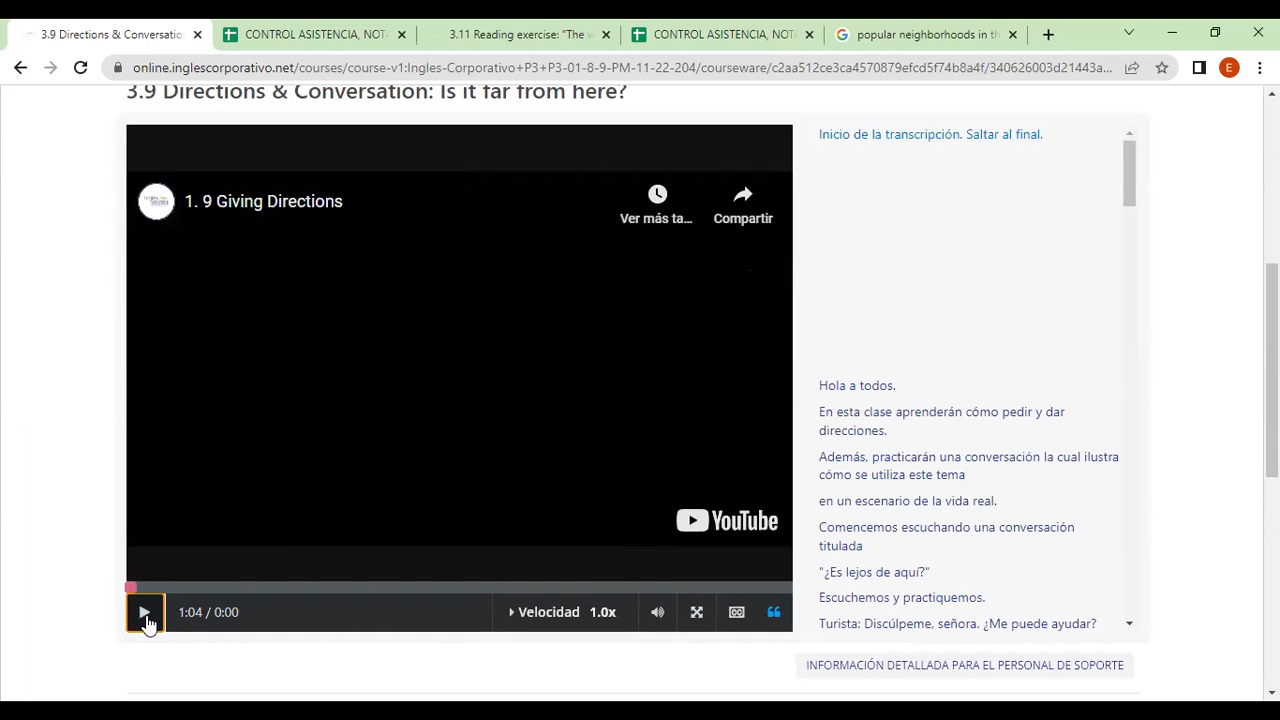 3.9 Directions & Conversatio
CONTROL ASISTENCIA, NOT
3.11 Reading exercise: "The w
CONTROL ASISTENCIA, NOT
popular neighborhoods in th
online.inglescorporativo.net/courses/course-v1:Ingles-Corporativo+P3+P3-01-8-9-PM-11-22-204/courseware/c2aa512ce3ca4570879efcd5f74b8a4f/340626003d21443a...
E
3.9 Directions & Conversation: Is it far from here?
1. 9 Giving Directions
Ver más ta...
Compartir
YouTube
1:04 / 0:00
Velocidad 1.0x
Inicio de la transcripción. Saltar al final.
Hola a todos.
En esta clase aprenderán cómo pedir y dar
direcciones.
Además, practicarán una conversación la cual ilustra
cómo se utiliza este tema
en un escenario de la vida real.
Comencemos escuchando una conversación
titulada
"¿Es lejos de aquí?"
Escuchemos y practiquemos.
Turista: Discúlpeme, señora. ¿Me puede ayudar?
INFORMACIÓN DETALLADA PARA EL PERSONAL DE SOPORTE